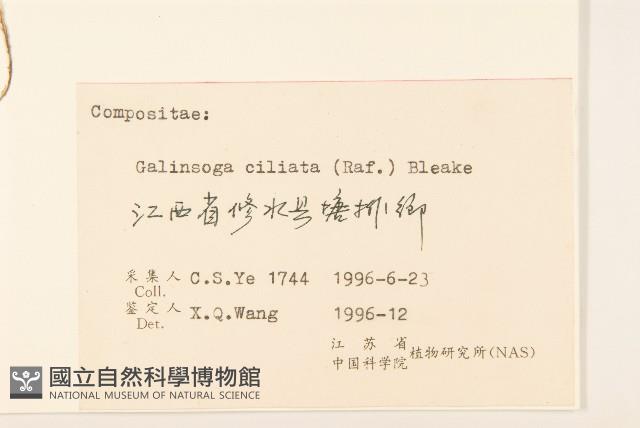 Compositae:
Galinsoga ciliata (Raf.) Bleake
江西省修水县塘排鄉
采集人 C.S.Ye 1744 1996-6-23
Coll.
鉴定人 X.Q.Wang 1996-12
Det.
江苏省
中国科学院 植物研究所(NAS)
國立自然科學博物館
NATIONAL MUSEUM OF NATURAL SCIENCE